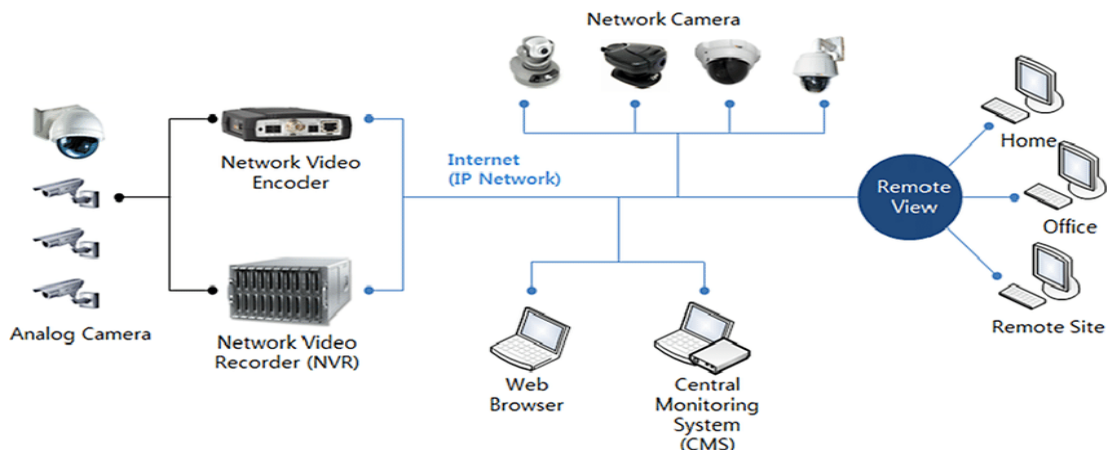 Network Camera
Home
Internet
(IP Network)
Network Video
Encoder
Remote
View
Office
Analog Camera
Network Video
Recorder (NVR)
Remote Site
Web
Browser
Central
Monitoring
System
(CMS)